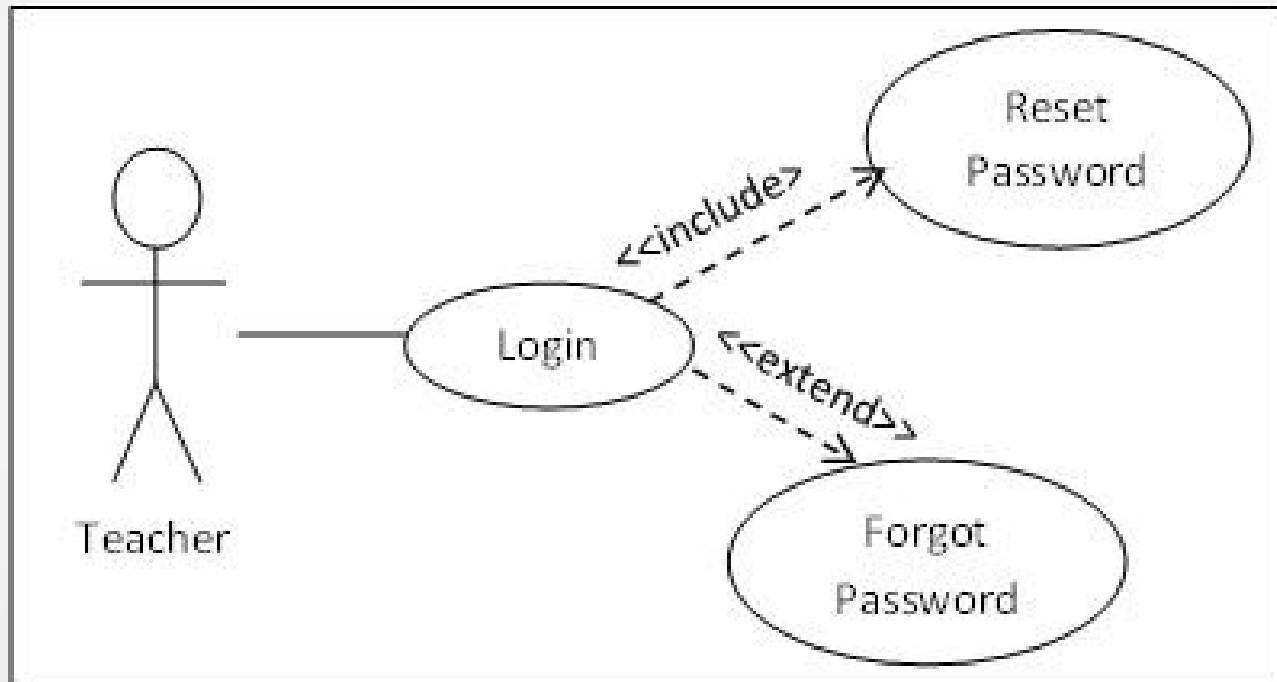 Reset
Password
<<include>
Login
<<extend>>
Forgot
Password
Teacher